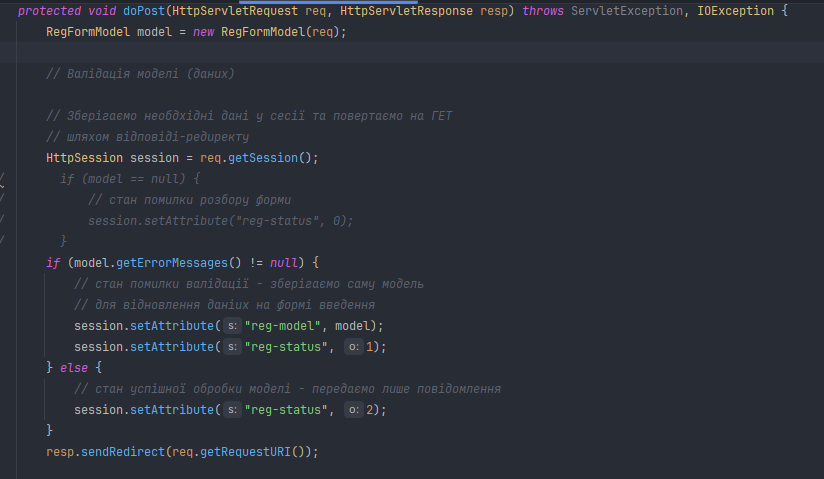 protected void doPost(HttpServletRequest req, HttpServletResponse resp) throws ServletException, IOException {
RegFormModel model = new RegFormModel(req);
// Валідація моделі (даних)
// Зберігаємо необдхідні дані у сесії та повертаємо на ГЕТ
// шляхом відповіді-редиректу
HttpSession session = req.getSession();
/ if (model == null) {
/ // стан помилки розбору форми
/ session.setAttribute("reg-status", 0);
/ }
if (model.getErrorMessages() != null) {
// стан помилки валідації - зберігаємо саму модель
// для відновлення даніих на формі введення
session.setAttribute( s: "reg-model", model);
session.setAttribute( s: "reg-status", o: 1);
} else {
// стан успішної обробки моделі - передаємо лише повідомлення
session.setAttribute( s: "reg-status", o: 2);
}
resp.sendRedirect(req.getRequestURI());